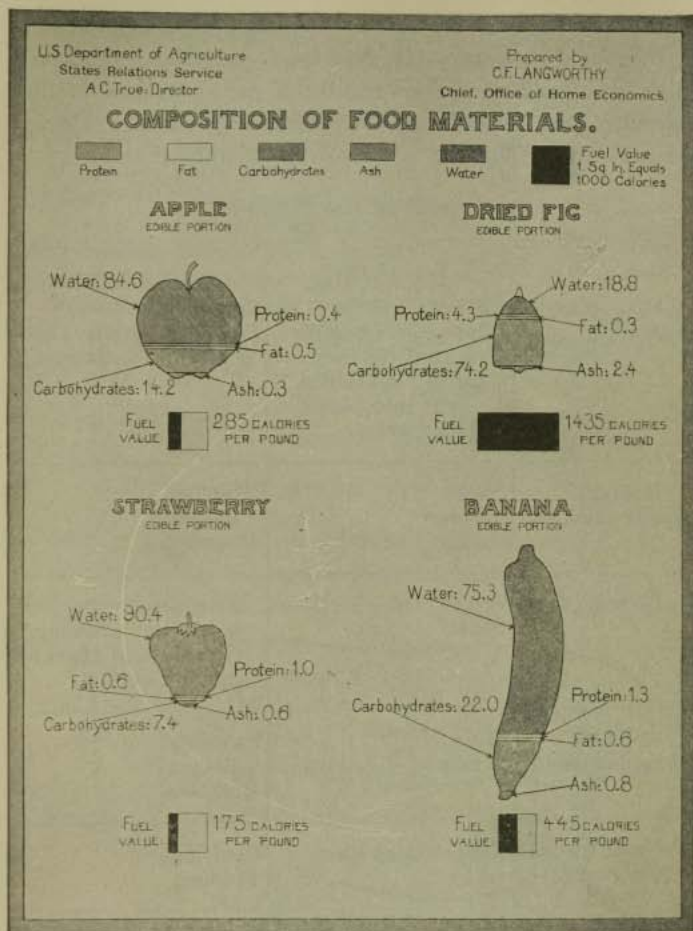 U.S. Department of Agriculture
States Relations Service
A.C. True: Director
Prepared by
C.F. LANGWORTHY
Chief, Office of Home Economics
COMPOSITION OF FOOD MATERIALS.
Protein
Fat
Carbohydrates
Ash
Water
Fuel Value
1 Sq. In. Equals
1000 Calories
APPLE
EDIBLE PORTION
Water: 84.6
Protein: 0.4
Fat: 0.5
Carbohydrates: 14.2
Ash: 0.3
FUEL VALUE
285 CALORIES
PER POUND
DRIED FIG
EDIBLE PORTION
Water: 18.8
Protein: 4.3
Fat: 0.3
Carbohydrates: 74.2
Ash: 2.4
FUEL VALUE
1435 CALORIES
PER POUND
STRAWBERRY
EDIBLE PORTION
Water: 90.4
Protein: 1.0
Fat: 0.6
Carbohydrates: 7.4
Ash: 0.6
FUEL VALUE:
175 CALORIES
PER POUND
BANANA
EDIBLE PORTION
Water: 75.3
Protein: 1.3
Carbohydrates: 22.0
Fat: 0.6
Ash: 0.8
FUEL VALUE:
445 CALORIES
PER POUND